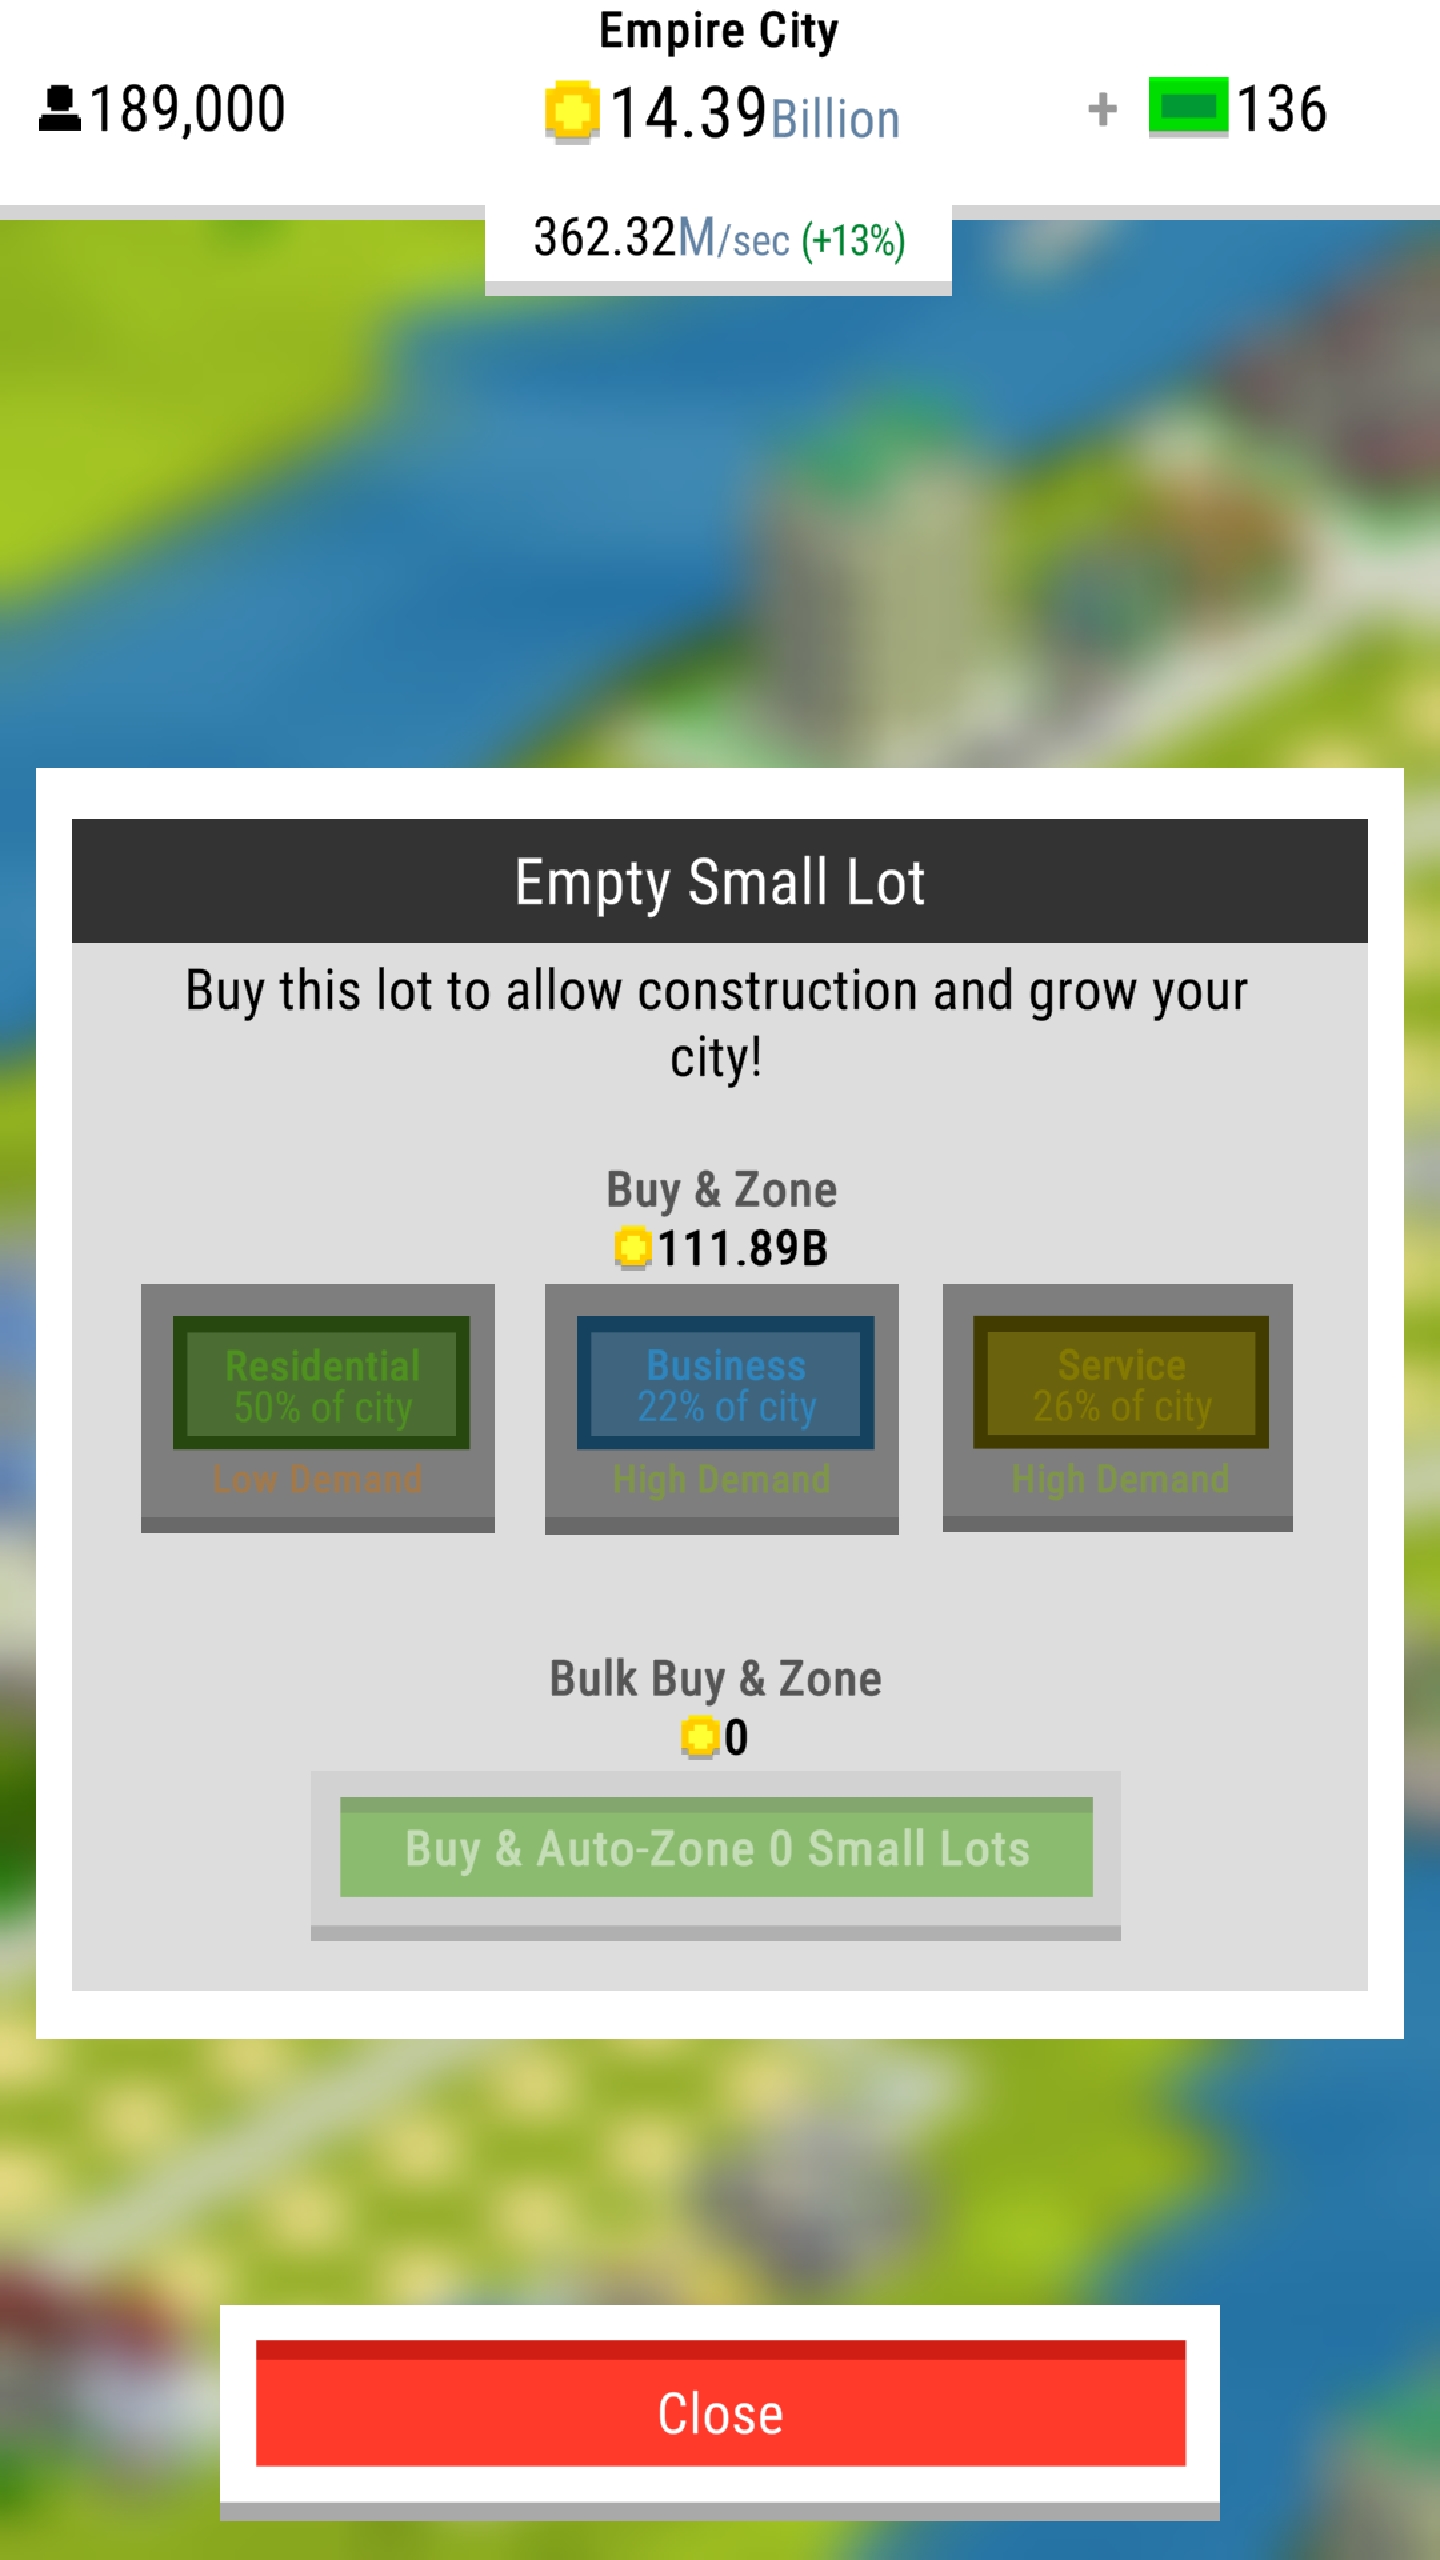 Empire City
189,000
14.39Billion
+ 136
362.32M/sec (+13%)
Empty Small Lot
Buy this lot to allow construction and grow your
city!
Buy & Zone
111.89B
Residential
50% of city
Low Demand
Business
22% of city
High Demand
Service
26% of city
High Demand
Bulk Buy & Zone
0
Buy & Auto-Zone 0 Small Lots
Close